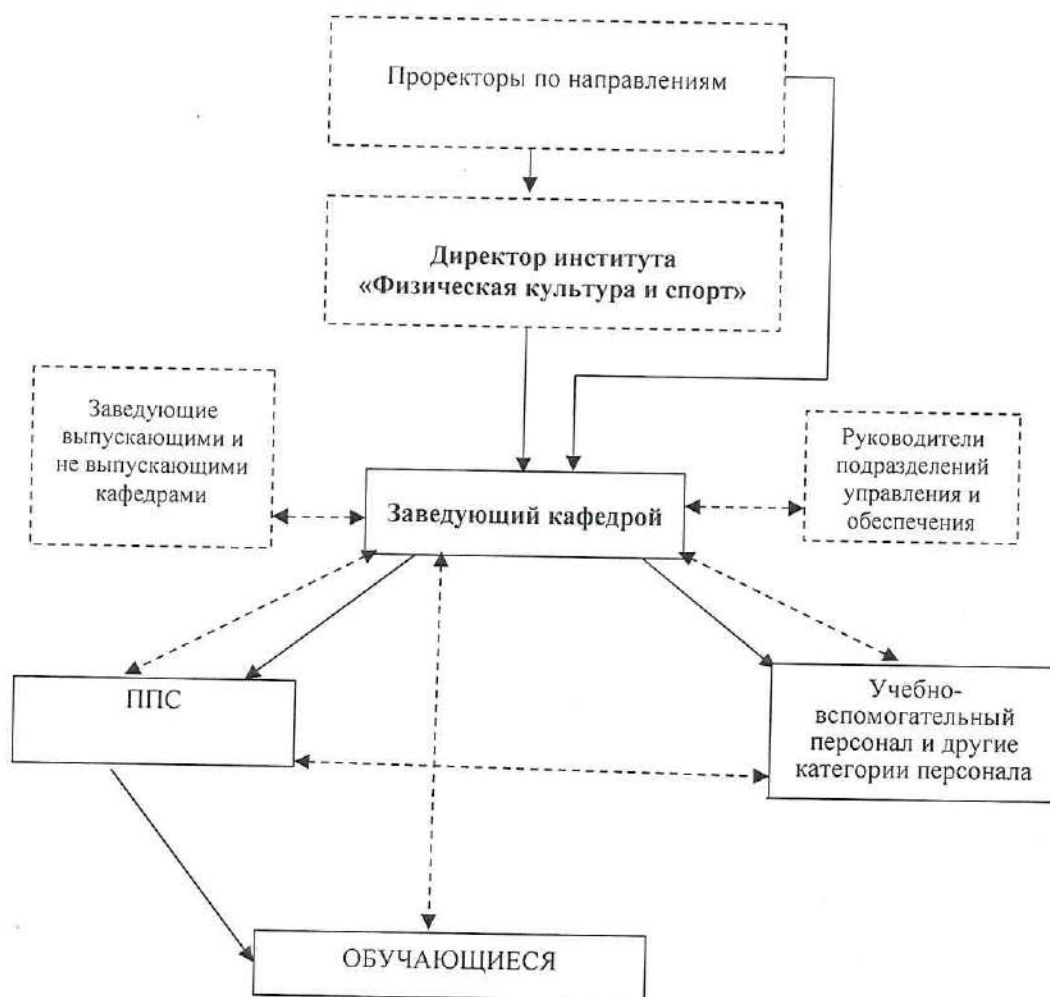 Проректоры по направлениям
Директор института
«Физическая культура и спорт»
Заведующие
выпускающими и
не выпускающими
кафедрами
Руководители
подразделений
управления и
обеспечения
Заведующий кафедрой
ППС
Учебно-
вспомогательный
персонал и другие
категории персонала
ОБУЧАЮЩИЕСЯ